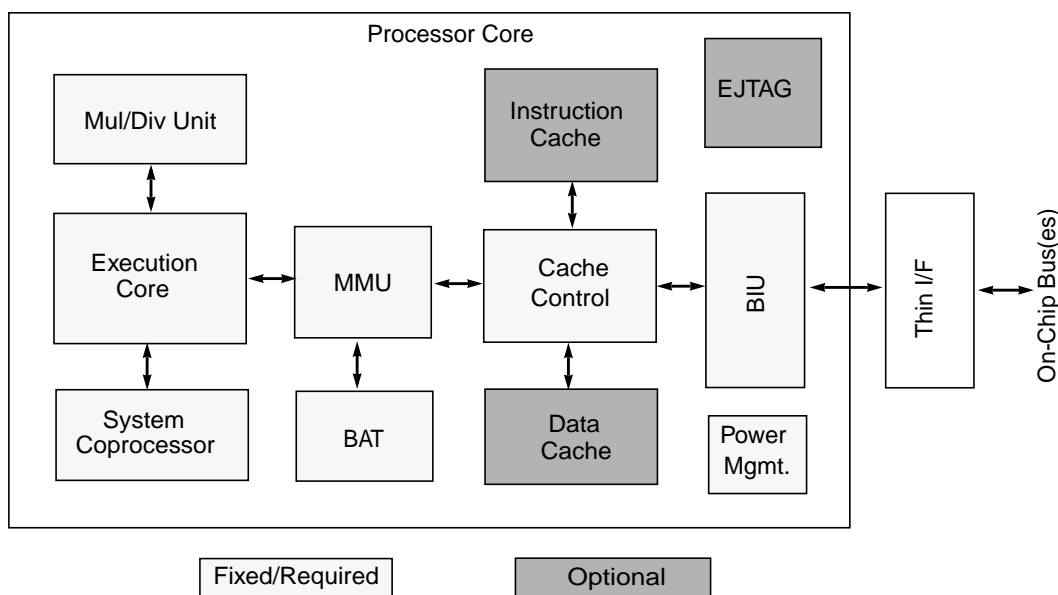 Processor Core
Mul/Div Unit
Instruction
Cache
EJTAG
Execution
Core
MMU
Cache
Control
BIU
Thin I/F
On-Chip Bus(es)
System
Coprocessor
BAT
Data
Cache
Power
Mgmt.
Fixed/Required
Optional